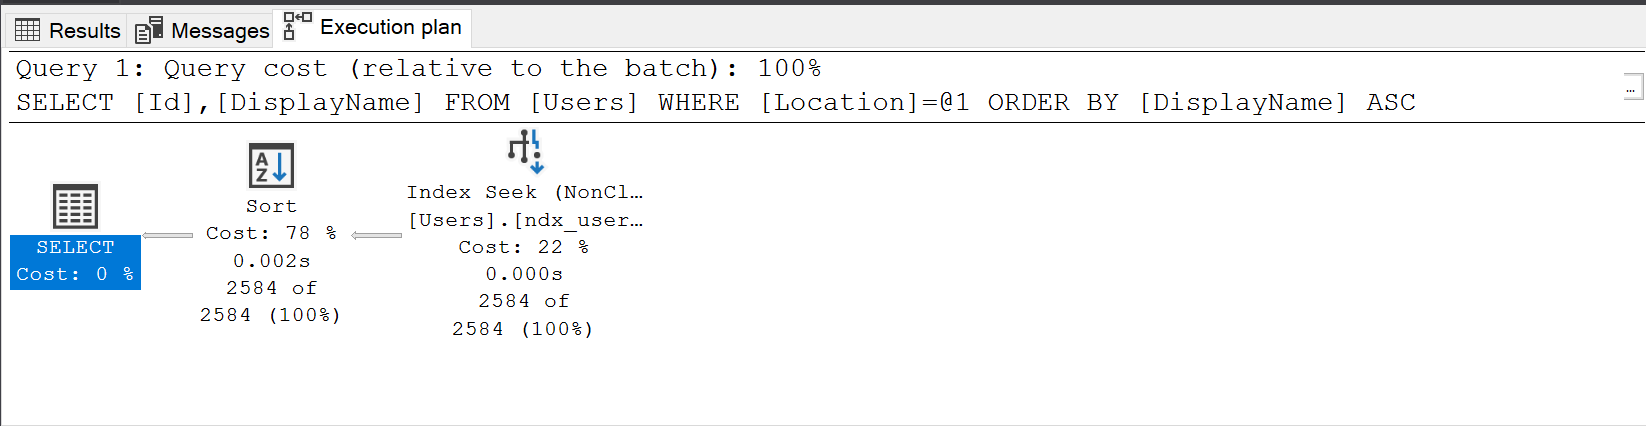 Results Messages Execution plan
Query 1: Query cost (relative to the batch): 100%
SELECT [Id],[DisplayName] FROM [Users] WHERE [Location]=@1 ORDER BY [DisplayName] ASC
...
SELECT
Cost: 0 %
A
Z
Sort
Cost: 78 %
0.002s
2584 of
2584 (100%)
Index Seek (NonCl…
[Users].[ndx_user…
Cost: 22 %
0.000s
2584 of
2584 (100%)